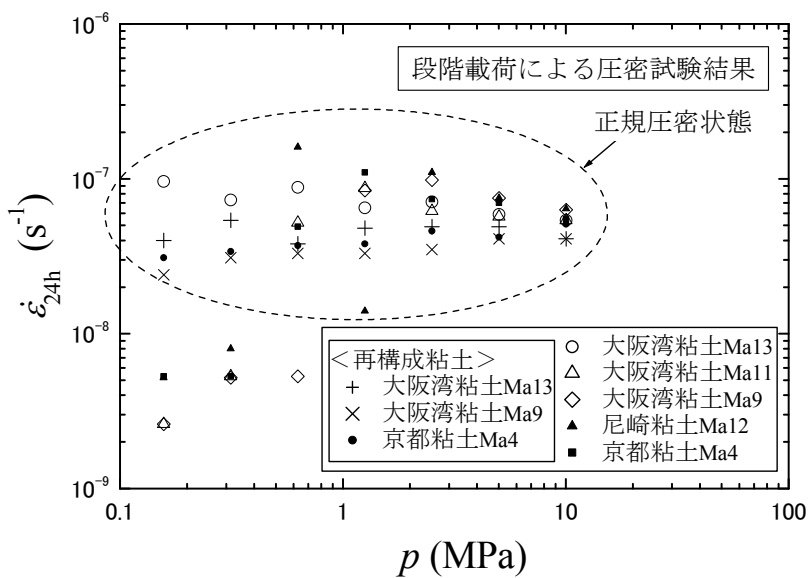 10⁻⁶
段階載荷による圧密試験結果
正規圧密状態
10⁻⁷
ε̇24h (s⁻¹)
10⁻⁸
<再構成粘土>
大阪湾粘土Ma13
大阪湾粘土Ma9
京都粘土Ma4
大阪湾粘土Ma13
大阪湾粘土Ma11
大阪湾粘土Ma9
尼崎粘土Ma12
京都粘土Ma4
10⁻⁹
0.1 1 10 100
p (MPa)